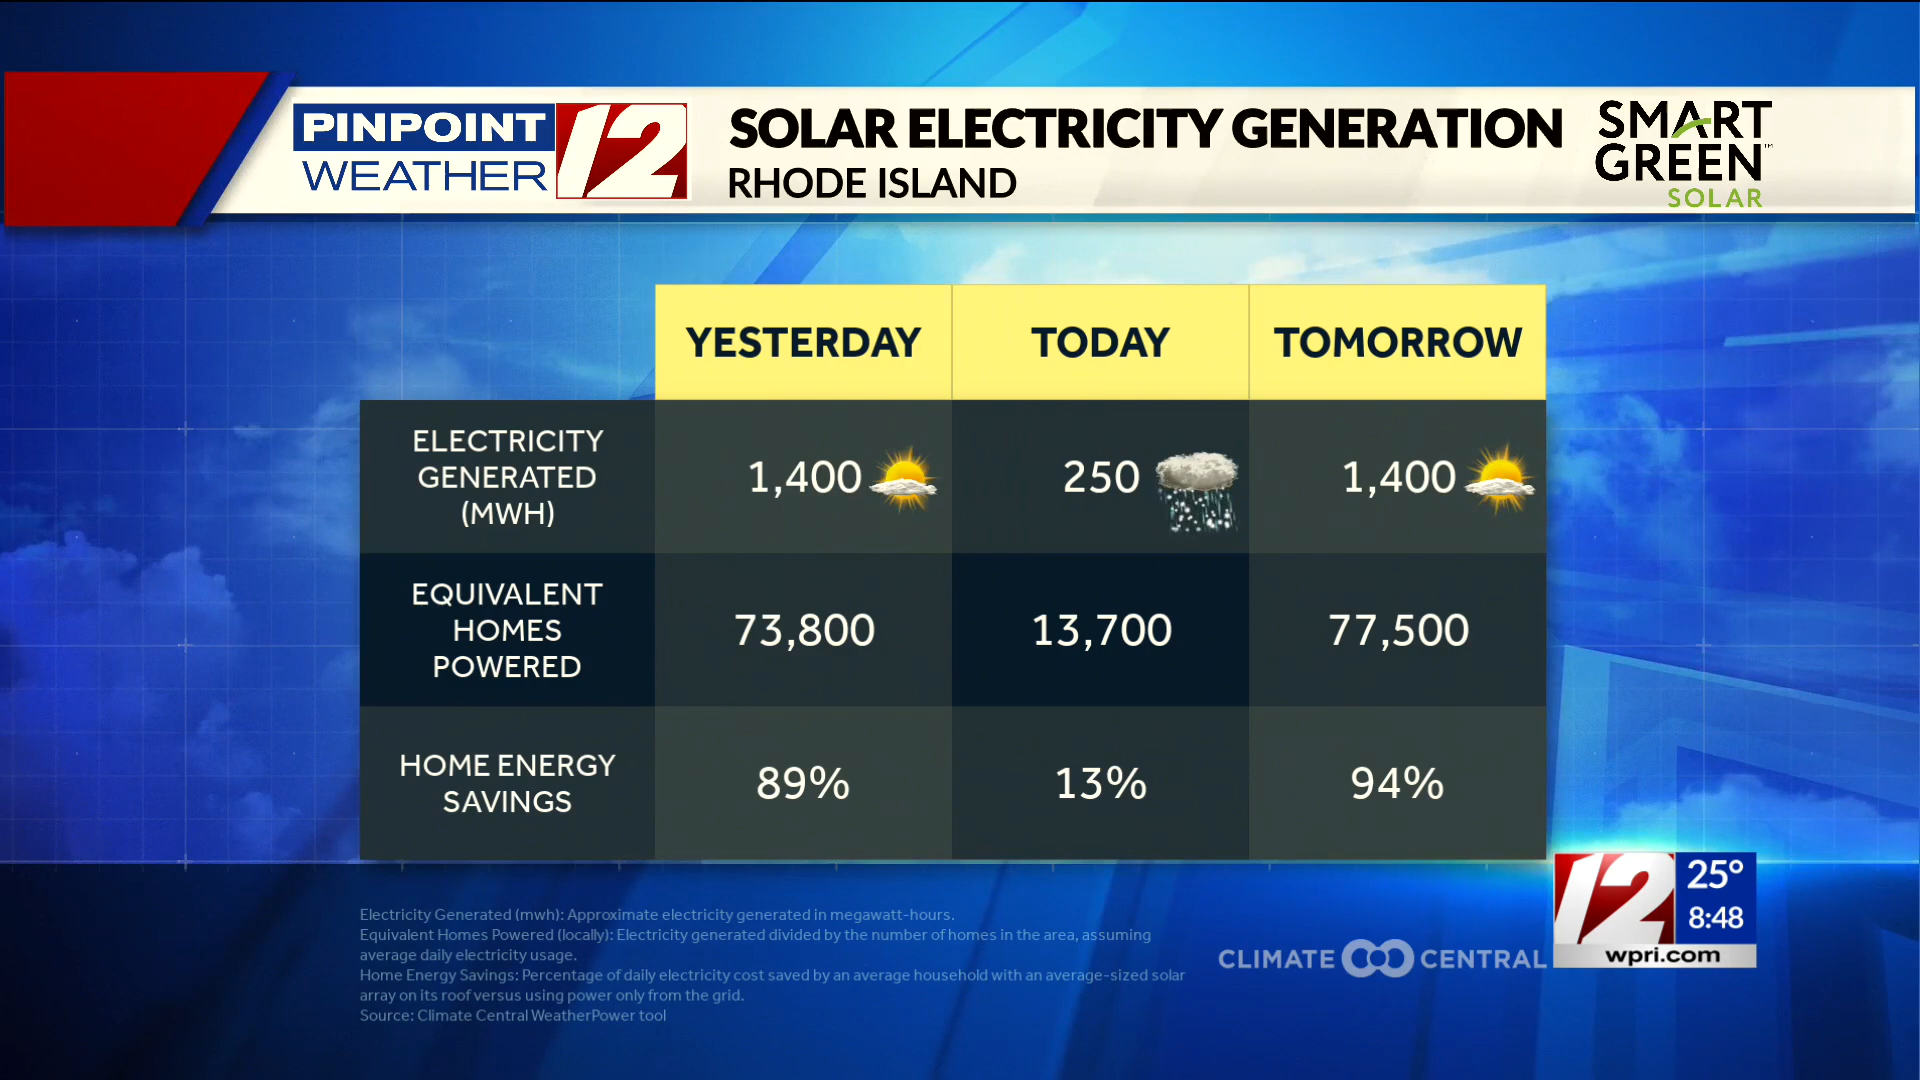 PINPOINT
WEATHER
12
SOLAR ELECTRICITY GENERATION
RHODE ISLAND
SMART
GREEN™
SOLAR
YESTERDAY TODAY TOMORROW
ELECTRICITY
GENERATED
(MWH)
1,400 250 1,400
EQUIVALENT
HOMES
POWERED
73,800 13,700 77,500
HOME ENERGY
SAVINGS
89% 13% 94%
Electricity Generated (mwh): Approximate electricity generated in megawatt-hours.
Equivalent Homes Powered (locally): Electricity generated divided by the number of homes in the area, assuming
average daily electricity usage.
Home Energy Savings: Percentage of daily electricity cost saved by an average household with an average-sized solar
array on its roof versus using power only from the grid.
Source: Climate Central WeatherPower tool
CLIMATE CENTRAL
12
25°
8:48
wpri.com